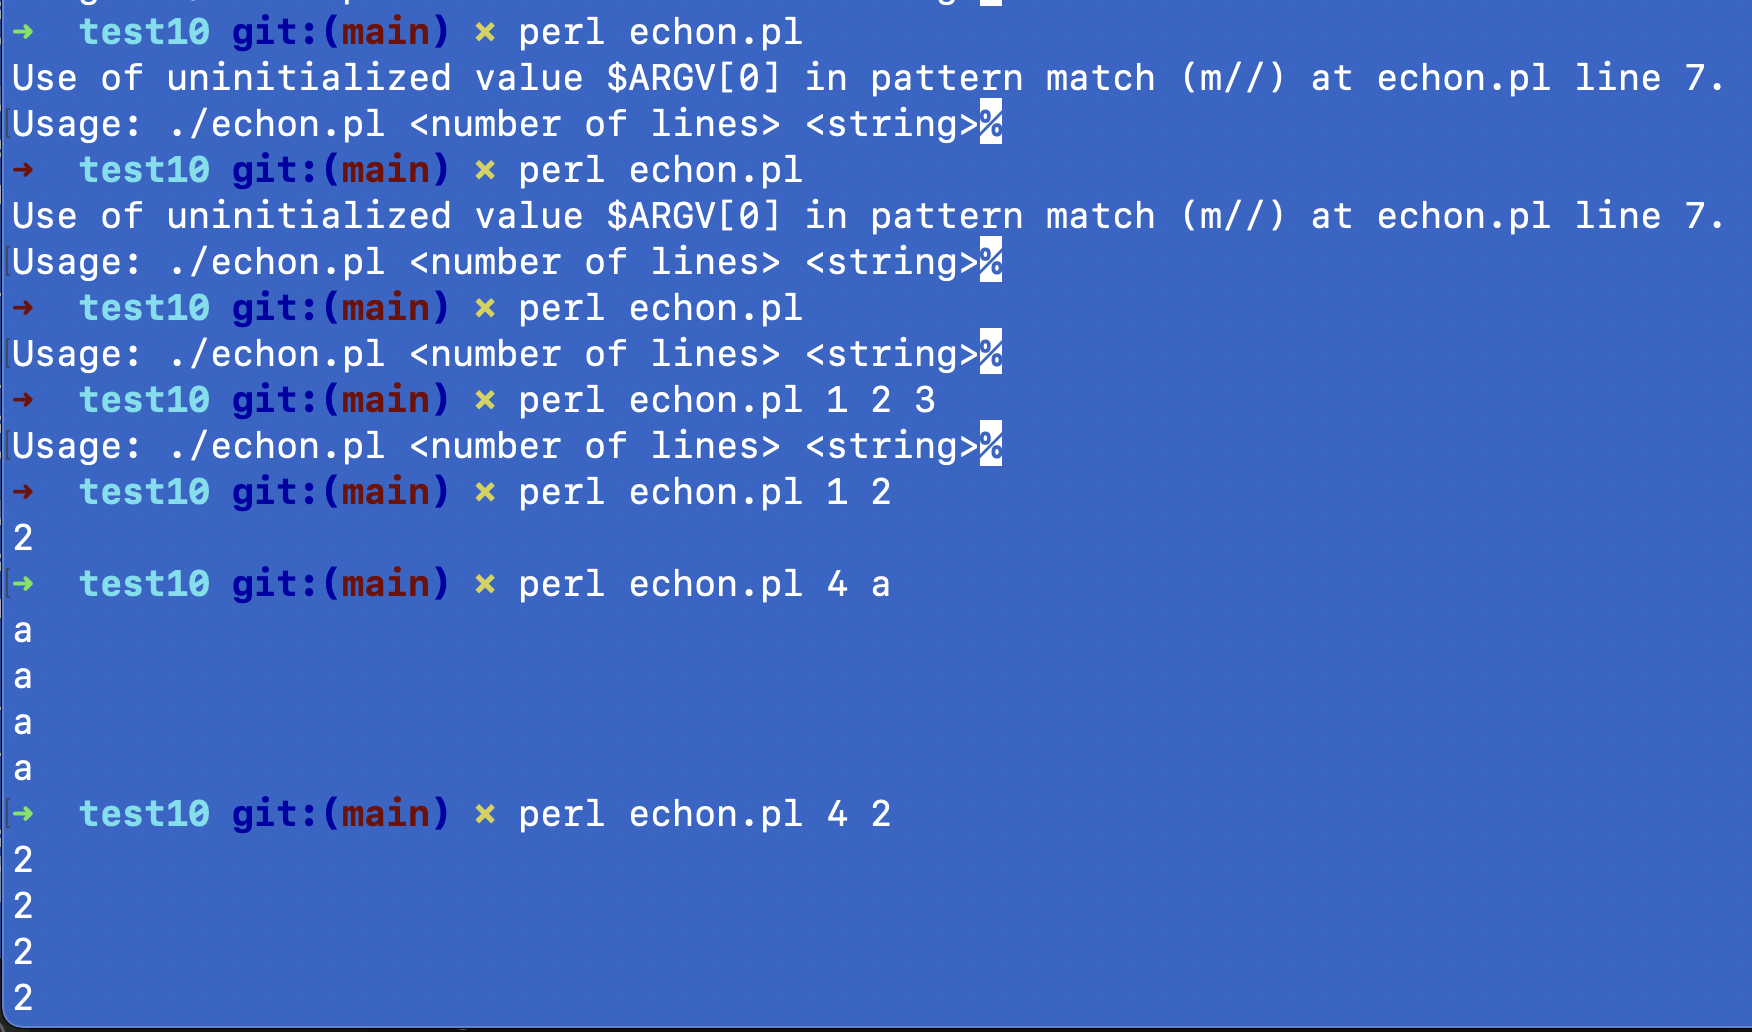 ➜ test10 git:(main) ✗ perl echon.pl
Use of uninitialized value $ARGV[0] in pattern match (m//) at echon.pl line 7.
Usage: ./echon.pl <number of lines> <string>%
➜ test10 git:(main) ✗ perl echon.pl
Use of uninitialized value $ARGV[0] in pattern match (m//) at echon.pl line 7.
Usage: ./echon.pl <number of lines> <string>%
➜ test10 git:(main) ✗ perl echon.pl
Usage: ./echon.pl <number of lines> <string>%
➜ test10 git:(main) ✗ perl echon.pl 1 2 3
Usage: ./echon.pl <number of lines> <string>%
➜ test10 git:(main) ✗ perl echon.pl 1 2
2
➜ test10 git:(main) ✗ perl echon.pl 4 a
a
a
a
a
➜ test10 git:(main) ✗ perl echon.pl 4 2
2
2
2
2